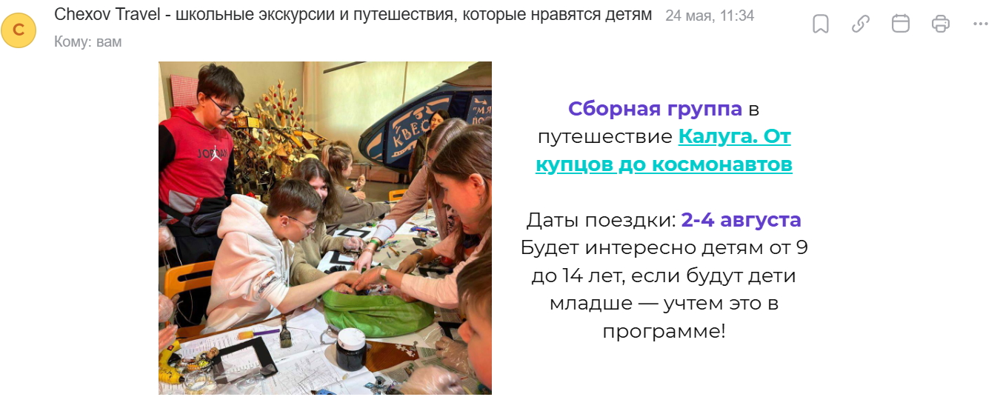 Chexov Travel - школьные экскурсии и путешествия, которые нравятся детям 24 мая, 11:34
C
Кому: вам
JORDAN
КВЕС
Сборная группа в
путешествие Калуга. От
купцов до космонавтов
Даты поездки: 2-4 августа
Будет интересно детям от 9
до 14 лет, если будут дети
младше — учтем это в
программе!